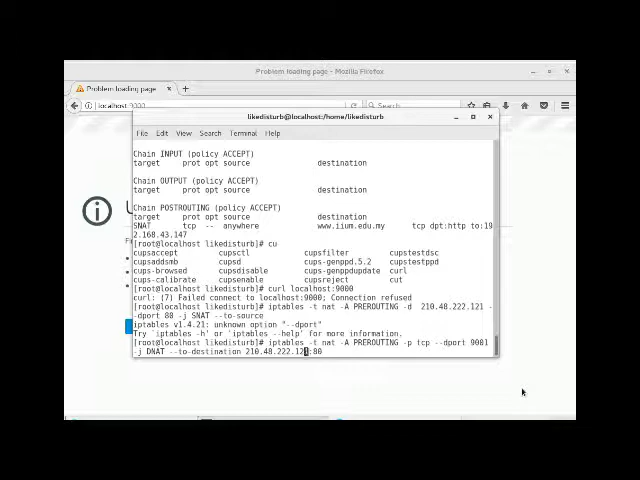 Problem loading page - Mozilla Firefox
Problem loading page
localhost:9000
Search
likedisturb@localhost:/home/likedisturb
File Edit View Search Terminal Help
Chain INPUT (policy ACCEPT)
target prot opt source destination
Chain OUTPUT (policy ACCEPT)
target prot opt source destination
Chain POSTROUTING (policy ACCEPT)
target prot opt source destination
SNAT tcp -- anywhere www.iium.edu.my tcp dpt:http to:19
2.168.43.147
[root@localhost likedisturb]# cu
cupsaccept cupsctl cupsfilter cupstestdsc
cupsaddsmb cupsd cups-genppd.5.2 cupstestppd
cups-browsed cupsdisable cups-genppdupdate curl
cups-calibrate cupsenable cupsreject cut
[root@localhost likedisturb]# curl localhost:9000
curl: (7) Failed connect to localhost:9000; Connection refused
[root@localhost likedisturb]# iptables -t nat -A PREROUTING -d 210.48.222.121 -
-dport 80 -j SNAT --to-source
iptables v1.4.21: unknown option "--dport"
Try `iptables -h' or 'iptables --help' for more information.
[root@localhost likedisturb]# iptables -t nat -A PREROUTING -p tcp --dport 9001
-j DNAT --to-destination 210.48.222.121:80